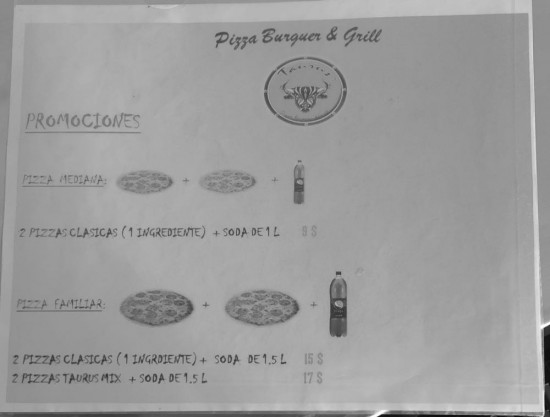 Pizza Burguer & Grill
Taurus
PROMOCIONES
PIZZA MEDIANA:
+
+
2 PIZZAS CLASICAS (1 INGREDIENTE) + SODA DE 1 L 9 $
PIZZA FAMILIAR:
+
+
2 PIZZAS CLASICAS (1 INGRDIENTE) + SODA DE 1,5 L 15 $
2 PIZZAS TAURUS MIX + SODA DE 1,5 L 17 $